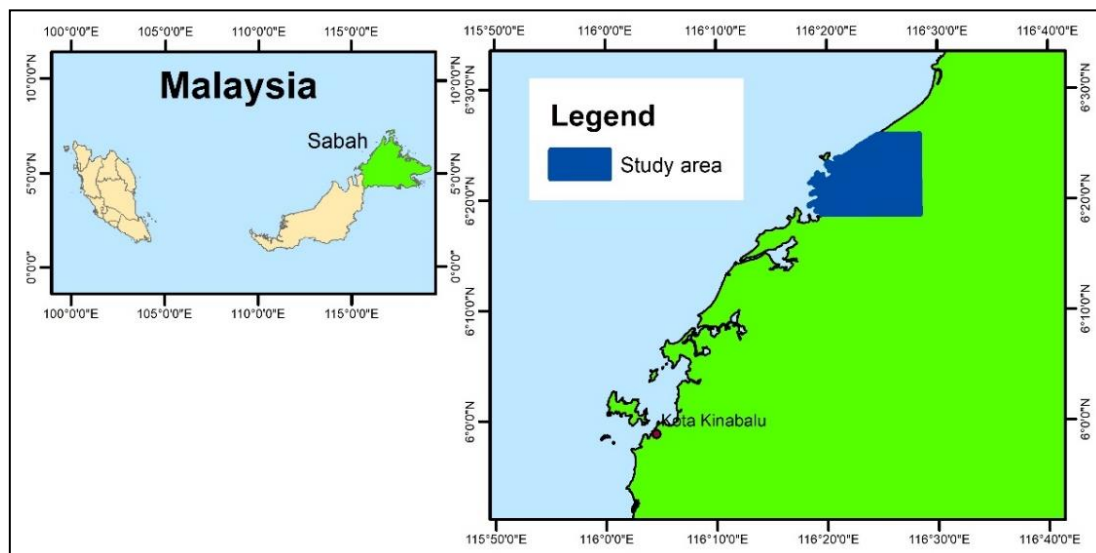 100°0'0"E 105°0'0"E 110°0'0"E 115°0'0"E
10°0'0"N
5°0'0"N
0°0'0"
Malaysia
Sabah
10°0'0"N
5°0'0"N
0°0'0"
100°0'0"E 105°0'0"E 110°0'0"E 115°0'0"E
115°50'0"E 116°0'0"E 116°10'0"E 116°20'0"E 116°30'0"E 116°40'0"E
6°30'0"N
6°20'0"N
6°10'0"N
6°0'0"N
Legend
Study area
Kota Kinabalu
6°30'0"N
6°20'0"N
6°10'0"N
6°0'0"N
115°50'0"E 116°0'0"E 116°10'0"E 116°20'0"E 116°30'0"E 116°40'0"E